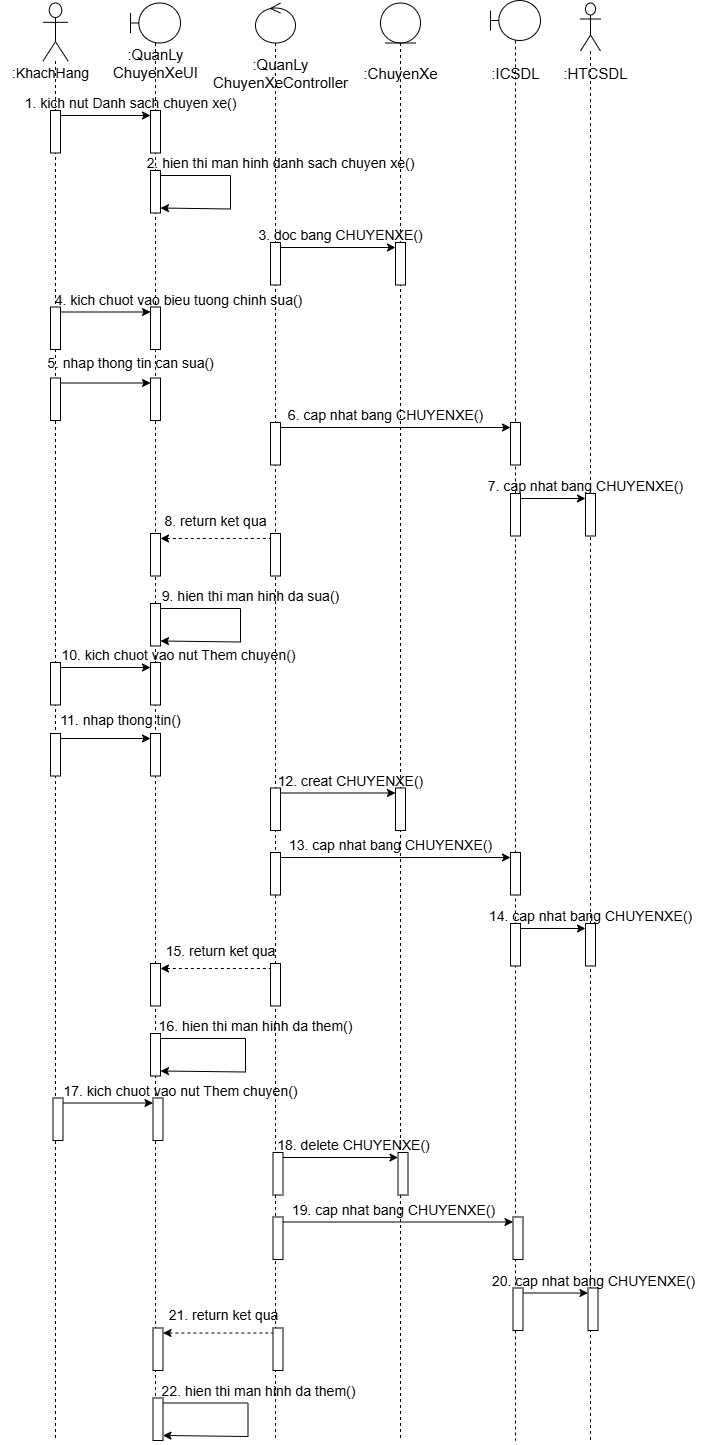 :KhachHang
:QuanLy
ChuyenXeUI
:QuanLy
ChuyenXeController
:ChuyenXe
:ICSDL
:HTCSDL
1. kich nut Danh sach chuyen xe()
2. hien thi man hinh danh sach chuyen xe()
3. doc bang CHUYENXE()
4. kich chuot vao bieu tuong chinh sua()
5. nhap thong tin can sua()
6. cap nhat bang CHUYENXE()
7. cap nhat bang CHUYENXE()
8. return ket qua
9. hien thi man hinh da sua()
10. kich chuot vao nut Them chuyen()
11. nhap thong tin()
12. creat CHUYENXE()
13. cap nhat bang CHUYENXE()
14. cap nhat bang CHUYENXE()
15. return ket qua
16. hien thi man hinh da them()
17. kich chuot vao nut Them chuyen()
18. delete CHUYENXE()
19. cap nhat bang CHUYENXE()
20. cap nhat bang CHUYENXE()
21. return ket qua
22. hien thi man hinh da them()